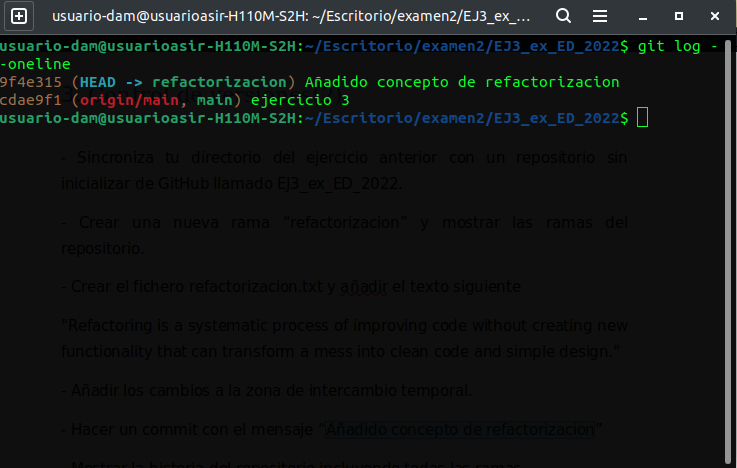 usuario-dam@usuarioasir-H110M-S2H: ~/Escritorio/examen2/EJ3_ex_...
usuario-dam@usuarioasir-H110M-S2H:~/Escritorio/examen2/EJ3_ex_ED_2022$ git log -
-oneline
9f4e315 (HEAD -> refactorizacion) Añadido concepto de refactorizacion
cdae9f1 (origin/main, main) ejercicio 3
usuario-dam@usuarioasir-H110M-S2H:~/Escritorio/examen2/EJ3_ex_ED_2022$
- Sincroniza tu directorio del ejercicio anterior con un repositorio sin
inicializar de GitHub llamado EJ3_ex_ED_2022.
- Crear una nueva rama "refactorizacion" y mostrar las ramas del
repositorio.
- Crear el fichero refactorizacion.txt y añadir el texto siguiente
"Refactoring is a systematic process of improving code without creating new
functionality that can transform a mess into clean code and simple design."
- Añadir los cambios a la zona de intercambio temporal.
- Hacer un commit con el mensaje "Añadido concepto de refactorizacion"
- Mostrar la historia del repositorio incluyendo todas las ramas